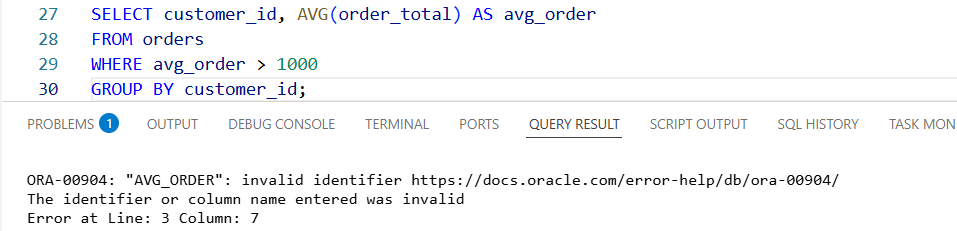 27 SELECT customer_id, AVG(order_total) AS avg_order
28 FROM orders
29 WHERE avg_order > 1000
30 GROUP BY customer_id;
PROBLEMS 1 OUTPUT DEBUG CONSOLE TERMINAL PORTS QUERY RESULT SCRIPT OUTPUT SQL HISTORY TASK MON
ORA-00904: "AVG_ORDER": invalid identifier https://docs.oracle.com/error-help/db/ora-00904/
The identifier or column name entered was invalid
Error at Line: 3 Column: 7